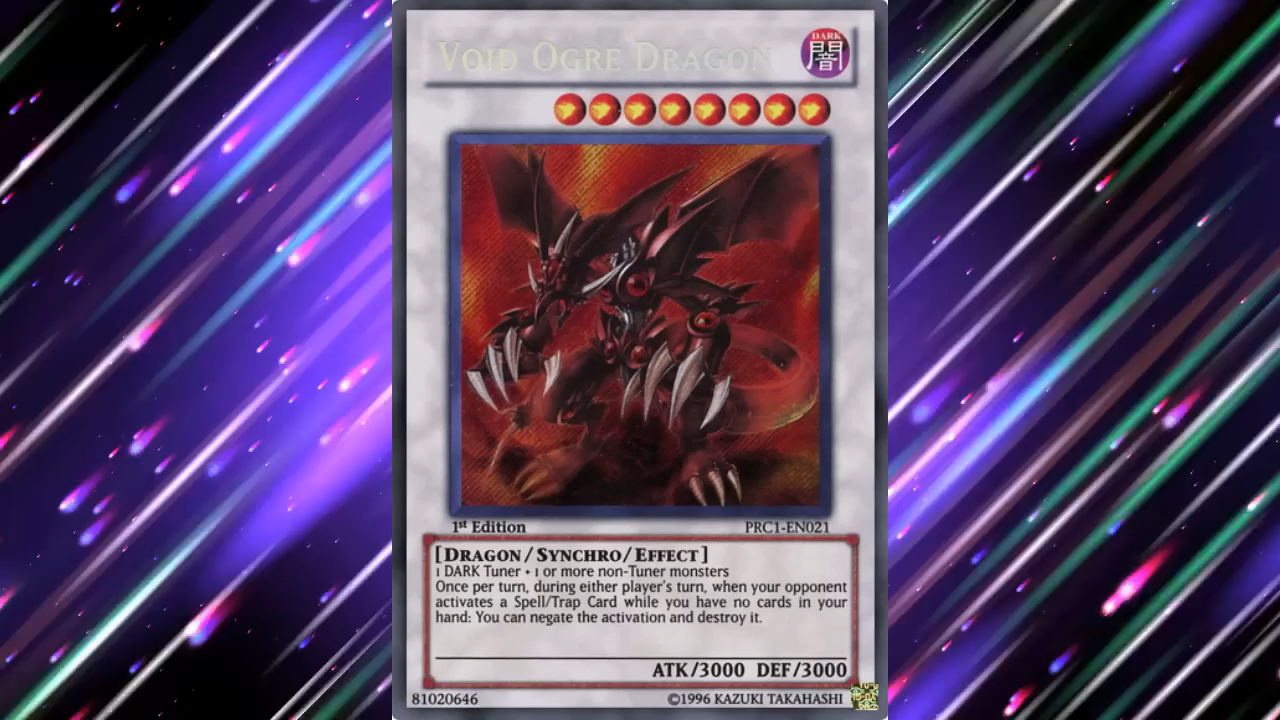 VOID OGRE DRAGON
DARK
闇
1st Edition
PRC1-EN021
[DRAGON/SYNCHRO/EFFECT]
1 DARK Tuner + 1 or more non-Tuner monsters
Once per turn, during either player's turn, when your opponent
activates a Spell/Trap Card while you have no cards in your
hand: You can negate the activation and destroy it.
ATK/3000 DEF/3000
81020646
©1996 KAZUKI TAKAHASHI